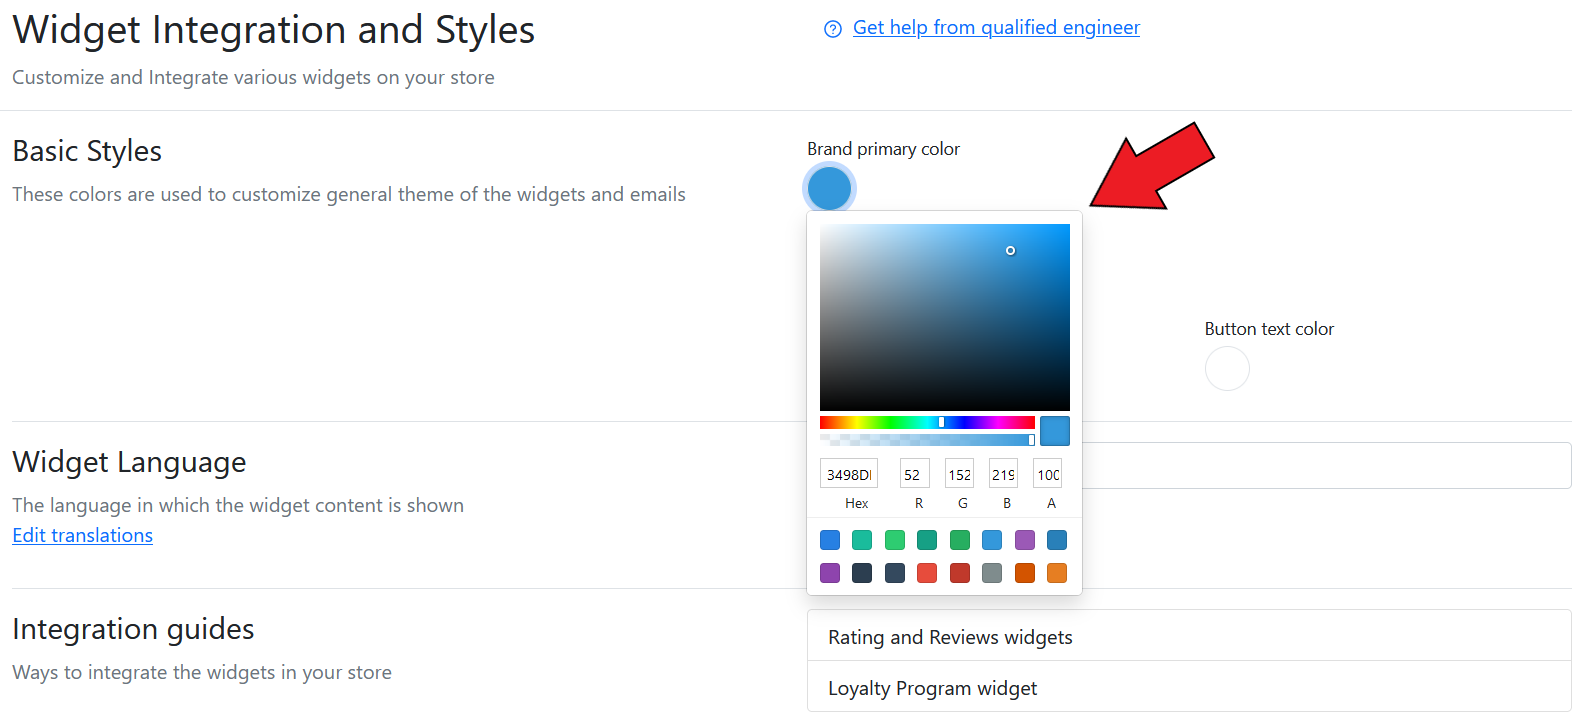 Widget Integration and Styles
Get help from qualified engineer
Customize and Integrate various widgets on your store
Basic Styles
These colors are used to customize general theme of the widgets and emails
Brand primary color
Button text color
3498D
52
152
219
100
Hex
R
G
B
A
Widget Language
The language in which the widget content is shown
Edit translations
Integration guides
Ways to integrate the widgets in your store
Rating and Reviews widgets
Loyalty Program widget